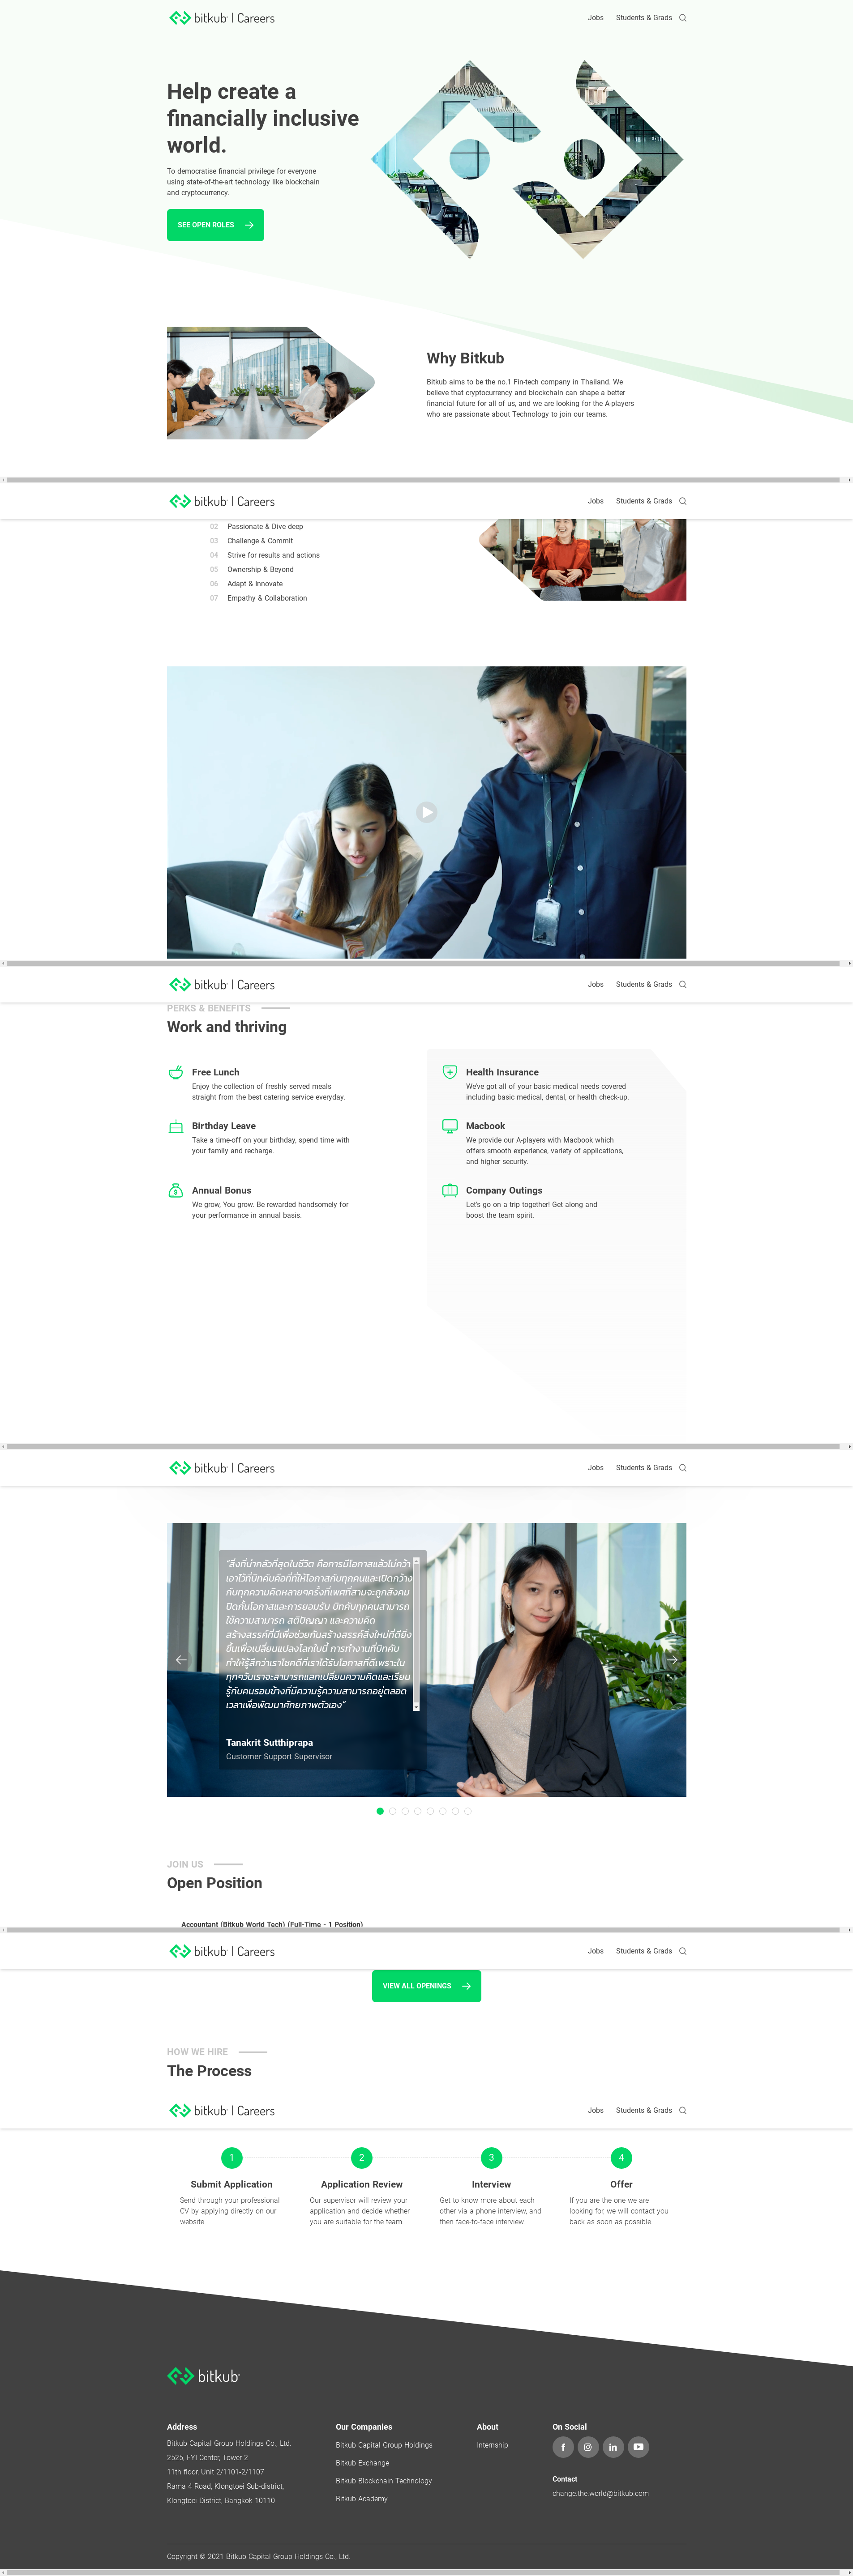 bitkub | Careers
Jobs Students & Grads
Help create a
financially inclusive
world.
To democratise financial privilege for everyone
using state-of-the-art technology like blockchain
and cryptocurrency.
SEE OPEN ROLES
Why Bitkub
Bitkub aims to be the no.1 Fin-tech company in Thailand. We
believe that cryptocurrency and blockchain can shape a better
financial future for all of us, and we are looking for the A-players
who are passionate about Technology to join our teams.
bitkub | Careers
Jobs Students & Grads
02 Passionate & Dive deep
03 Challenge & Commit
04 Strive for results and actions
05 Ownership & Beyond
06 Adapt & Innovate
07 Empathy & Collaboration
bitkub | Careers
Jobs Students & Grads
PERKS & BENEFITS
Work and thriving
Free Lunch
Enjoy the collection of freshly served meals
straight from the best catering service everyday.
Health Insurance
We've got all of your basic medical needs covered
including basic medical, dental, or health check-up.
Birthday Leave
Take a time-off on your birthday, spend time with
your family and recharge.
Macbook
We provide our A-players with Macbook which
offers smooth experience, variety of applications,
and higher security.
Annual Bonus
We grow, You grow. Be rewarded handsomely for
your performance in annual basis.
Company Outings
Let's go on a trip together! Get along and
boost the team spirit.
bitkub | Careers
Jobs Students & Grads
"สิ่งที่น่ากลัวที่สุดในชีวิต คือการมีโอกาสแล้วไม่คว้า
เอาไว้ที่บิทคับคือที่ที่ให้โอกาสกับทุกคนและเปิดกว้าง
กับทุกความคิดหลายๆครั้งที่เพศที่สามจะถูกสังคม
ปิดกั้นโอกาสและการยอมรับ บิทคับทุกคนสามารถ
ใช้ความสามารถ สติปัญญา และความคิด
สร้างสรรค์ที่มีเพื่อช่วยกันสร้างสรรค์สิ่งใหม่ที่ดียิ่ง
ขึ้นเพื่อเปลี่ยนแปลงโลกใบนี้ การทำงานที่บิทคับ
ทำให้รู้สึกว่าเราโชคดีที่เราได้รับโอกาสที่ดีเพราะใน
ทุกๆวันเราจะสามารถแลกเปลี่ยนความคิดและเรียน
รู้กับคนรอบข้างที่มีความรู้ความสามารถอยู่ตลอด
เวลาเพื่อพัฒนาศักยภาพตัวเอง"
Tanakrit Sutthiprapa
Customer Support Supervisor
JOIN US
Open Position
Accountant (Bitkub World Tech) (Full-Time - 1 Position)
bitkub | Careers
Jobs Students & Grads
VIEW ALL OPENINGS
HOW WE HIRE
The Process
bitkub | Careers
Jobs Students & Grads
1 2 3 4
Submit Application
Send through your professional
CV by applying directly on our
website.
Application Review
Our supervisor will review your
application and decide whether
you are suitable for the team.
Interview
Get to know more about each
other via a phone interview, and
then face-to-face interview.
Offer
If you are the one we are
looking for, we will contact you
back as soon as possible.
bitkub
Address
Bitkub Capital Group Holdings Co., Ltd.
2525, FYI Center, Tower 2
11th floor, Unit 2/1101-2/1107
Rama 4 Road, Klongtoei Sub-district,
Klongtoei District, Bangkok 10110
Our Companies
Bitkub Capital Group Holdings
Bitkub Exchange
Bitkub Blockchain Technology
Bitkub Academy
About
Internship
On Social
Contact
change.the.world@bitkub.com
Copyright © 2021 Bitkub Capital Group Holdings Co., Ltd.